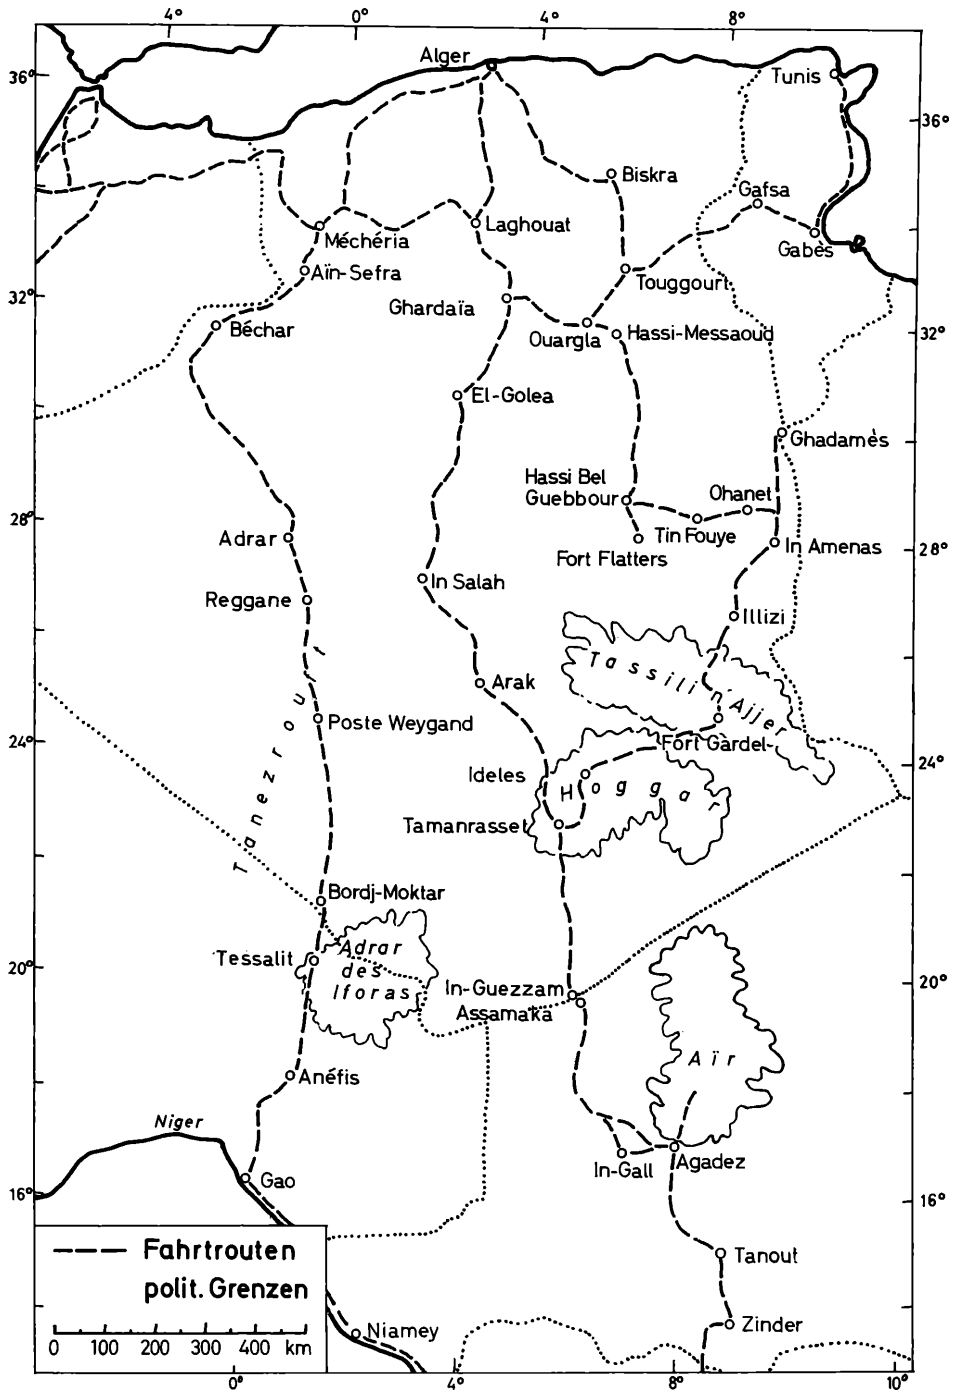 4° 0° 4° 8°
Alger
36°
Tunis
36°
Biskra
Gafsa
Méchéria
Laghouat
Gabès
Aïn-Sefra
Touggourt
32°
Ghardaïa
Béchar
Ouargla
Hassi-Messaoud
32°
El-Golea
Ghadamès
Hassi Bel
Guebbour
Ohanet
28°
Adrar
Tin Fouye
In Amenas
28°
Fort Flatters
In Salah
Reggane
Illizi
Tassili n'Ajjer
Arak
Poste Weygand
24°
Fort Gardel
24°
Ideles
Hoggar
Tanezrouft
Tamanrasset
Bordj-Moktar
Tessalit
Adrar
des
Iforas
20°
In-Guezzam
20°
Assamaka
Aïr
Anéfis
Niger
In-Gall
Agadez
Gao
16°
16°
Fahrtrouten
polit. Grenzen
Tanout
0 100 200 300 400 km
Niamey
Zinder
0° 4° 8° 10°